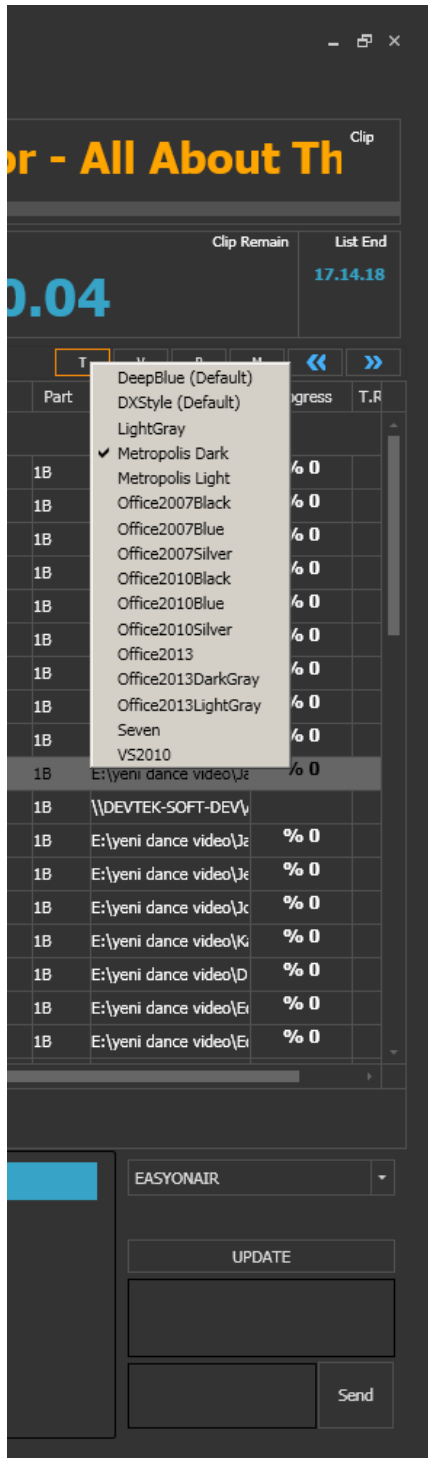 or - All About Th
Clip
Clip Remain
List End
0.04
17.14.18
T
Part
ogress
T.R
DeepBlue (Default)
DXStyle (Default)
LightGray
Metropolis Dark
Metropolis Light
Office2007Black
Office2007Blue
Office2007Silver
Office2010Black
Office2010Blue
Office2010Silver
Office2013
Office2013DarkGray
Office2013LightGray
Seven
VS2010
1B % 0
1B % 0
1B % 0
1B % 0
1B % 0
1B % 0
1B % 0
1B % 0
1B % 0
1B E:\yeni dance video\Ja % 0
1B \\DEVTEK-SOFT-DEV\
1B E:\yeni dance video\Ja % 0
1B E:\yeni dance video\Je % 0
1B E:\yeni dance video\Jo % 0
1B E:\yeni dance video\Ka % 0
1B E:\yeni dance video\D % 0
1B E:\yeni dance video\E % 0
1B E:\yeni dance video\E % 0
EASYONAIR
UPDATE
Send